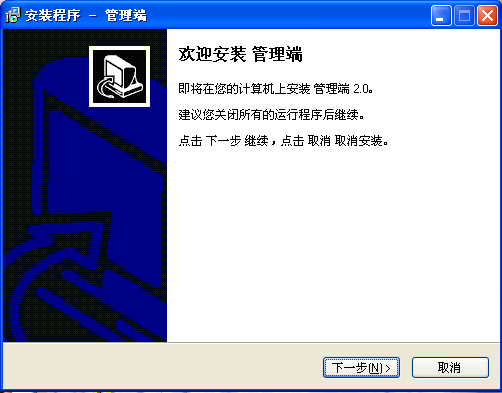 安装程序 - 管理端
欢迎安装 管理端
即将在您的计算机上安装 管理端 2.0。
建议您关闭所有的运行程序后继续。
点击 下一步 继续，点击 取消 取消安装。
下一步(N) >
取消